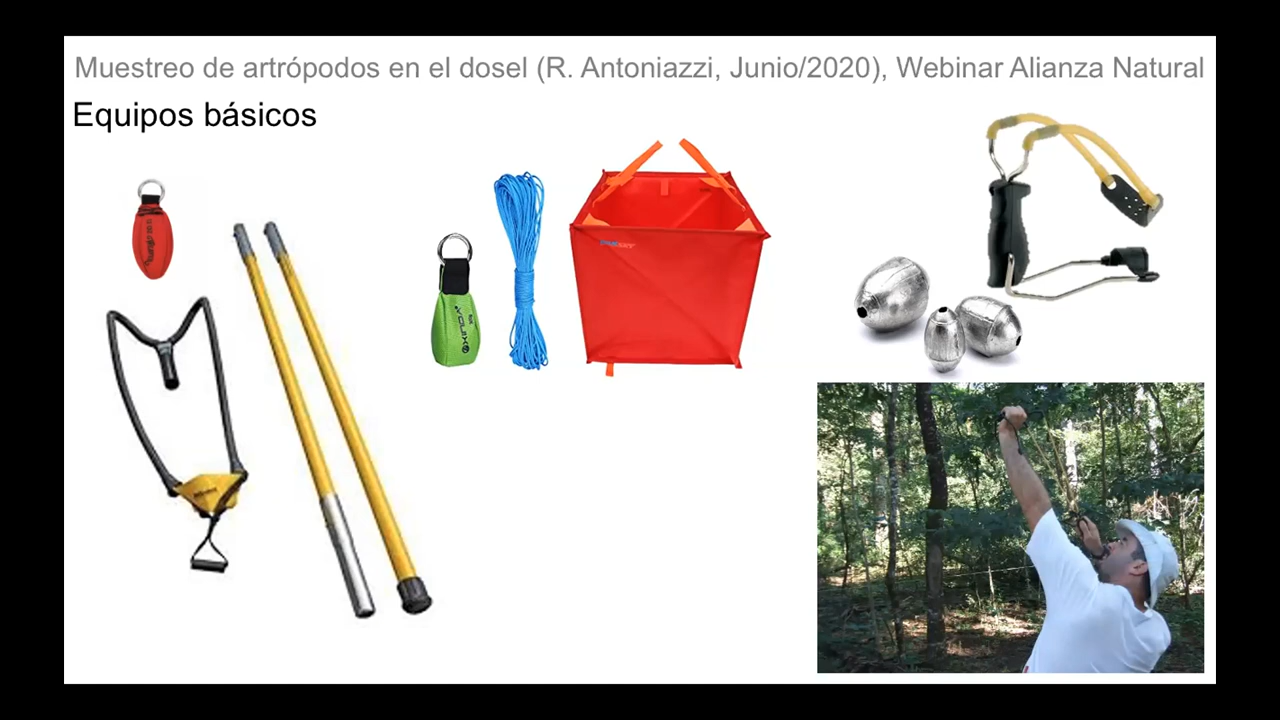 Muestreo de artrópodos en el dosel (R. Antoniazzi, Junio/2020), Webinar Alianza Natural
Equipos básicos